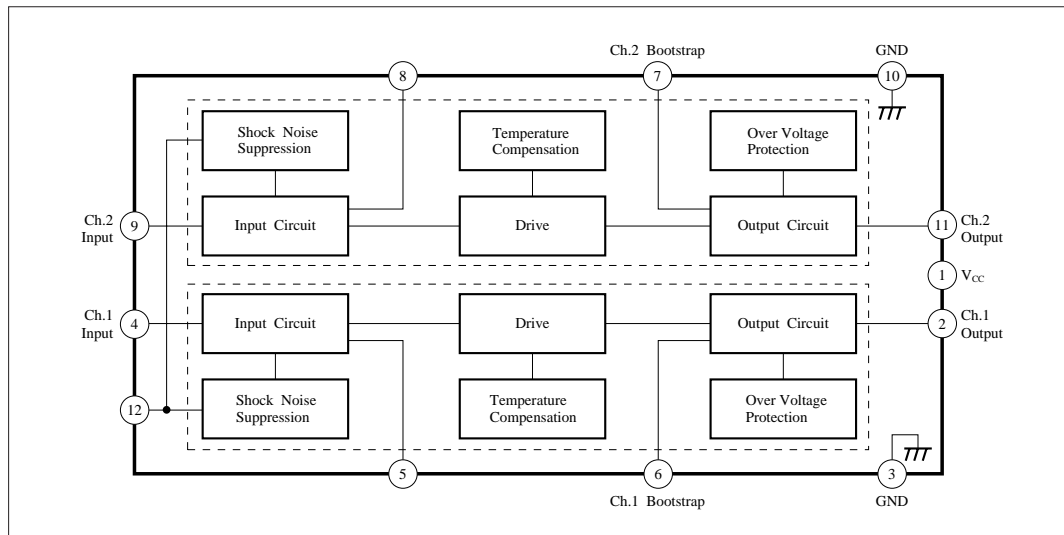 Ch.2 Bootstrap
GND
8
7
10
Shock Noise
Suppression
Temperature
Compensation
Over Voltage
Protection
Ch.2
Input
9
Input Circuit
Drive
Output Circuit
11
Ch.2
Output
1
VCC
Ch.1
Input
4
Input Circuit
Drive
Output Circuit
2
Ch.1
Output
12
Shock Noise
Suppression
Temperature
Compensation
Over Voltage
Protection
5
6
3
Ch.1 Bootstrap
GND